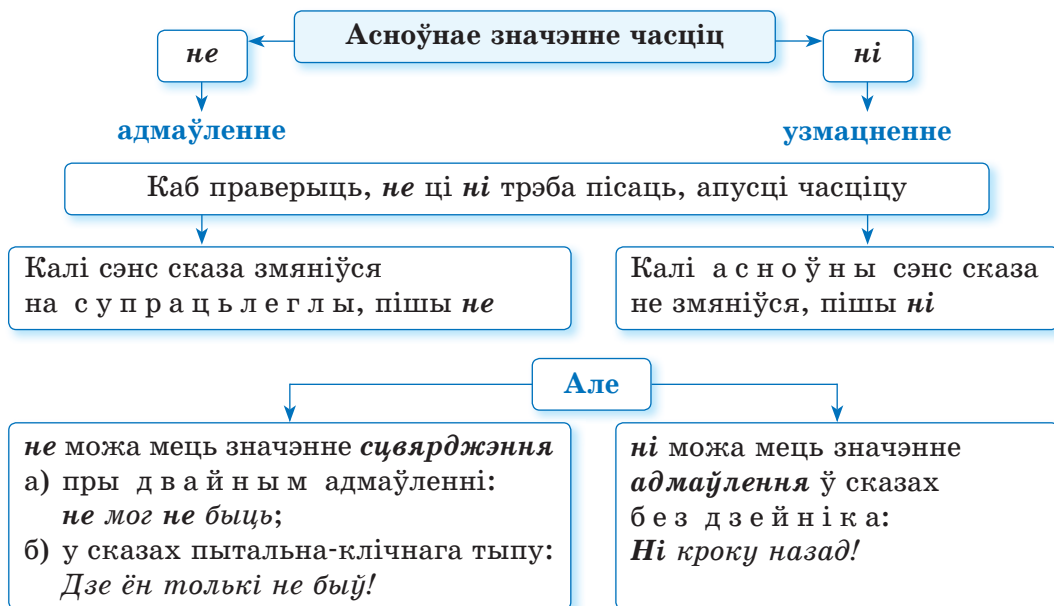 Асноўнае значэнне часціц
не
ні
адмаўленне
узмацненне
Каб праверыць, не ці ні трэба пісаць, апусці часціцу
Калі сэнс сказа змяніўся
на супрацьлеглы, пішы не
Калі асноўны сэнс сказа
не змяніўся, пішы ні
Але
не можа мець значэнне сцвярджэння
а) пры двайным адмаўленні:
не мог не быць;
б) у сказах пытальна-клічнага тыпу:
Дзе ён толькі не быў!
ні можа мець значэнне
адмаўлення ў сказах
без дзейніка:
Ні кроку назад!